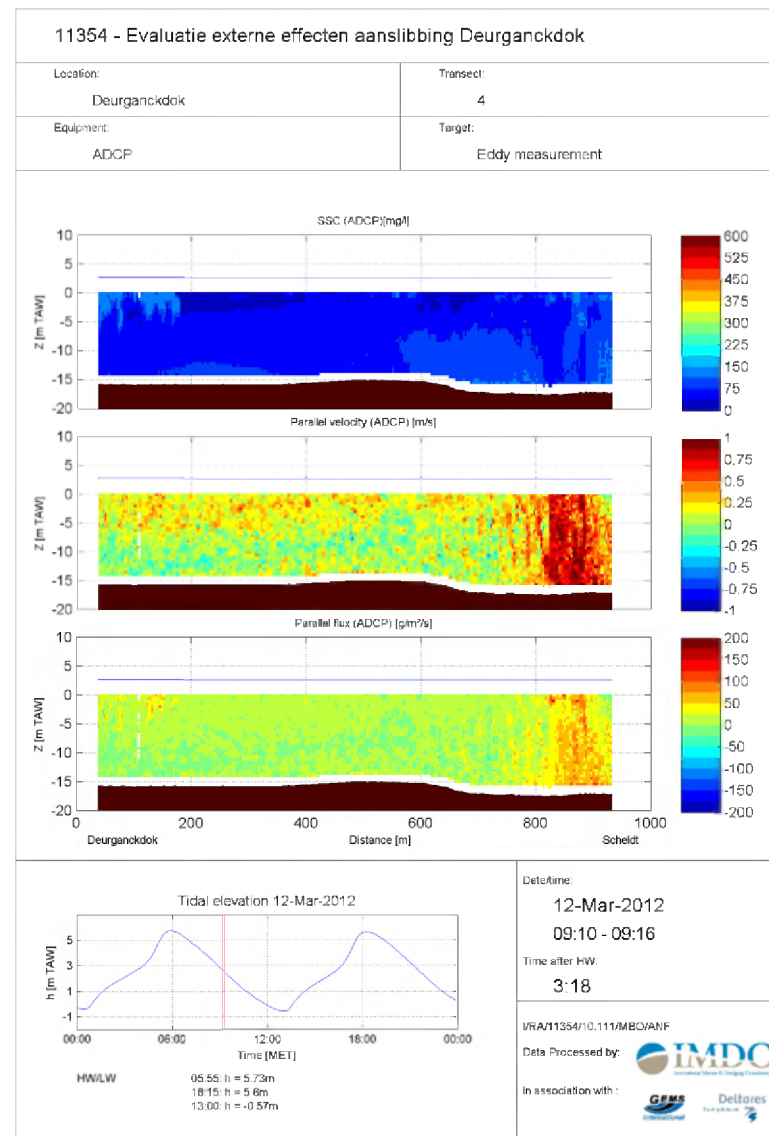 11354 - Evaluatie externe effecten aanslibbing Deurganckdok
Location:
Deurganckdok
Transect:
4
Equipment:
ADCP
Target:
Eddy measurement
SSC (ADCP)[mg/l]
10
5
0
-5
-10
-15
-20
Z [m TAW]
600
525
450
375
300
225
150
75
0
Parallel velocity (ADCP) [m/s]
10
5
0
-5
-10
-15
-20
Z [m TAW]
1
0.75
0.5
0.25
0
-0.25
-0.5
-0.75
-1
Parallel flux (ADCP) [g/m²/s]
10
5
0
-5
-10
-15
-20
Z [m TAW]
200
150
100
50
0
-50
-100
-150
-200
0 200 400 600 800 1000
Deurganckdok Distance [m] Scheldt
Tidal elevation 12-Mar-2012
h [m TAW]
5
3
1
-1
00:00 06:00 12:00 18:00 00:00
Time [MET]
HW/LW
05:55: h = 5.73m
18:15: h = 5.6m
13:00: h = -0.57m
Date/time:
12-Mar-2012
09:10 - 09:16
Time after HW:
3:18
I/RA/11354/10.111/MBO/ANF
Data Processed by:
IMDC
International Marine & Dredging Consultants
In association with :
GEMS
International
Deltares